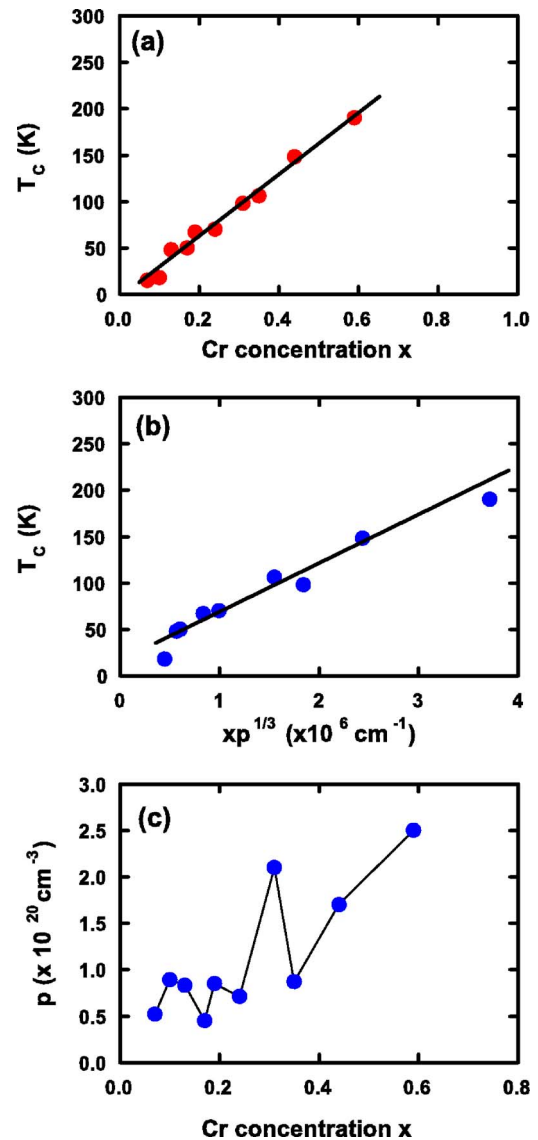 (a)
300
250
200
150
100
50
0
T_C (K)
0.0 0.2 0.4 0.6 0.8 1.0
Cr concentration x
(b)
300
250
200
150
100
50
0
T_C (K)
0 1 2 3 4
xp^1/3 (x10^6 cm^-1)
(c)
3.0
2.5
2.0
1.5
1.0
0.5
0.0
p (x 10^20 cm^-3)
0.0 0.2 0.4 0.6 0.8
Cr concentration x